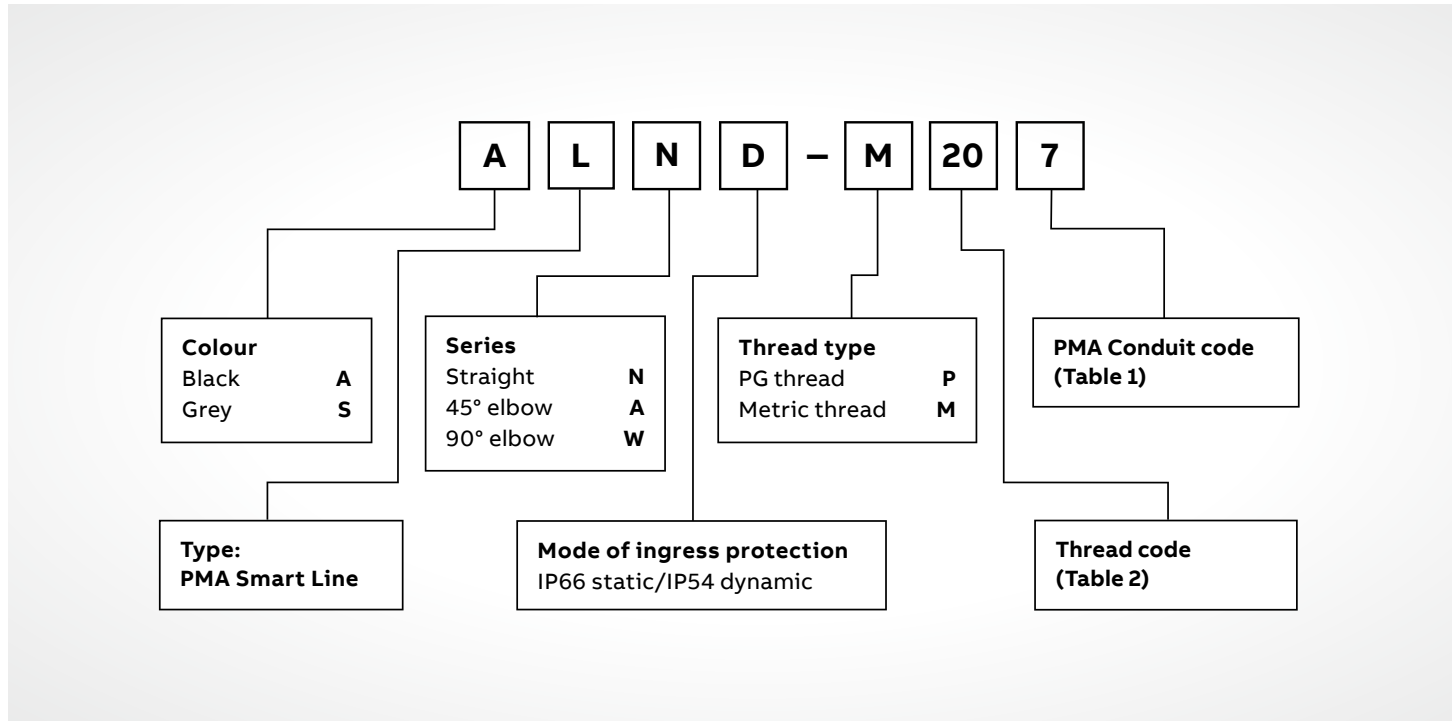 A L N D – M 20 7
Colour
Black A
Grey S
Series
Straight N
45° elbow A
90° elbow W
Thread type
PG thread P
Metric thread M
PMA Conduit code
(Table 1)
Type:
PMA Smart Line
Mode of ingress protection
IP66 static/IP54 dynamic
Thread code
(Table 2)